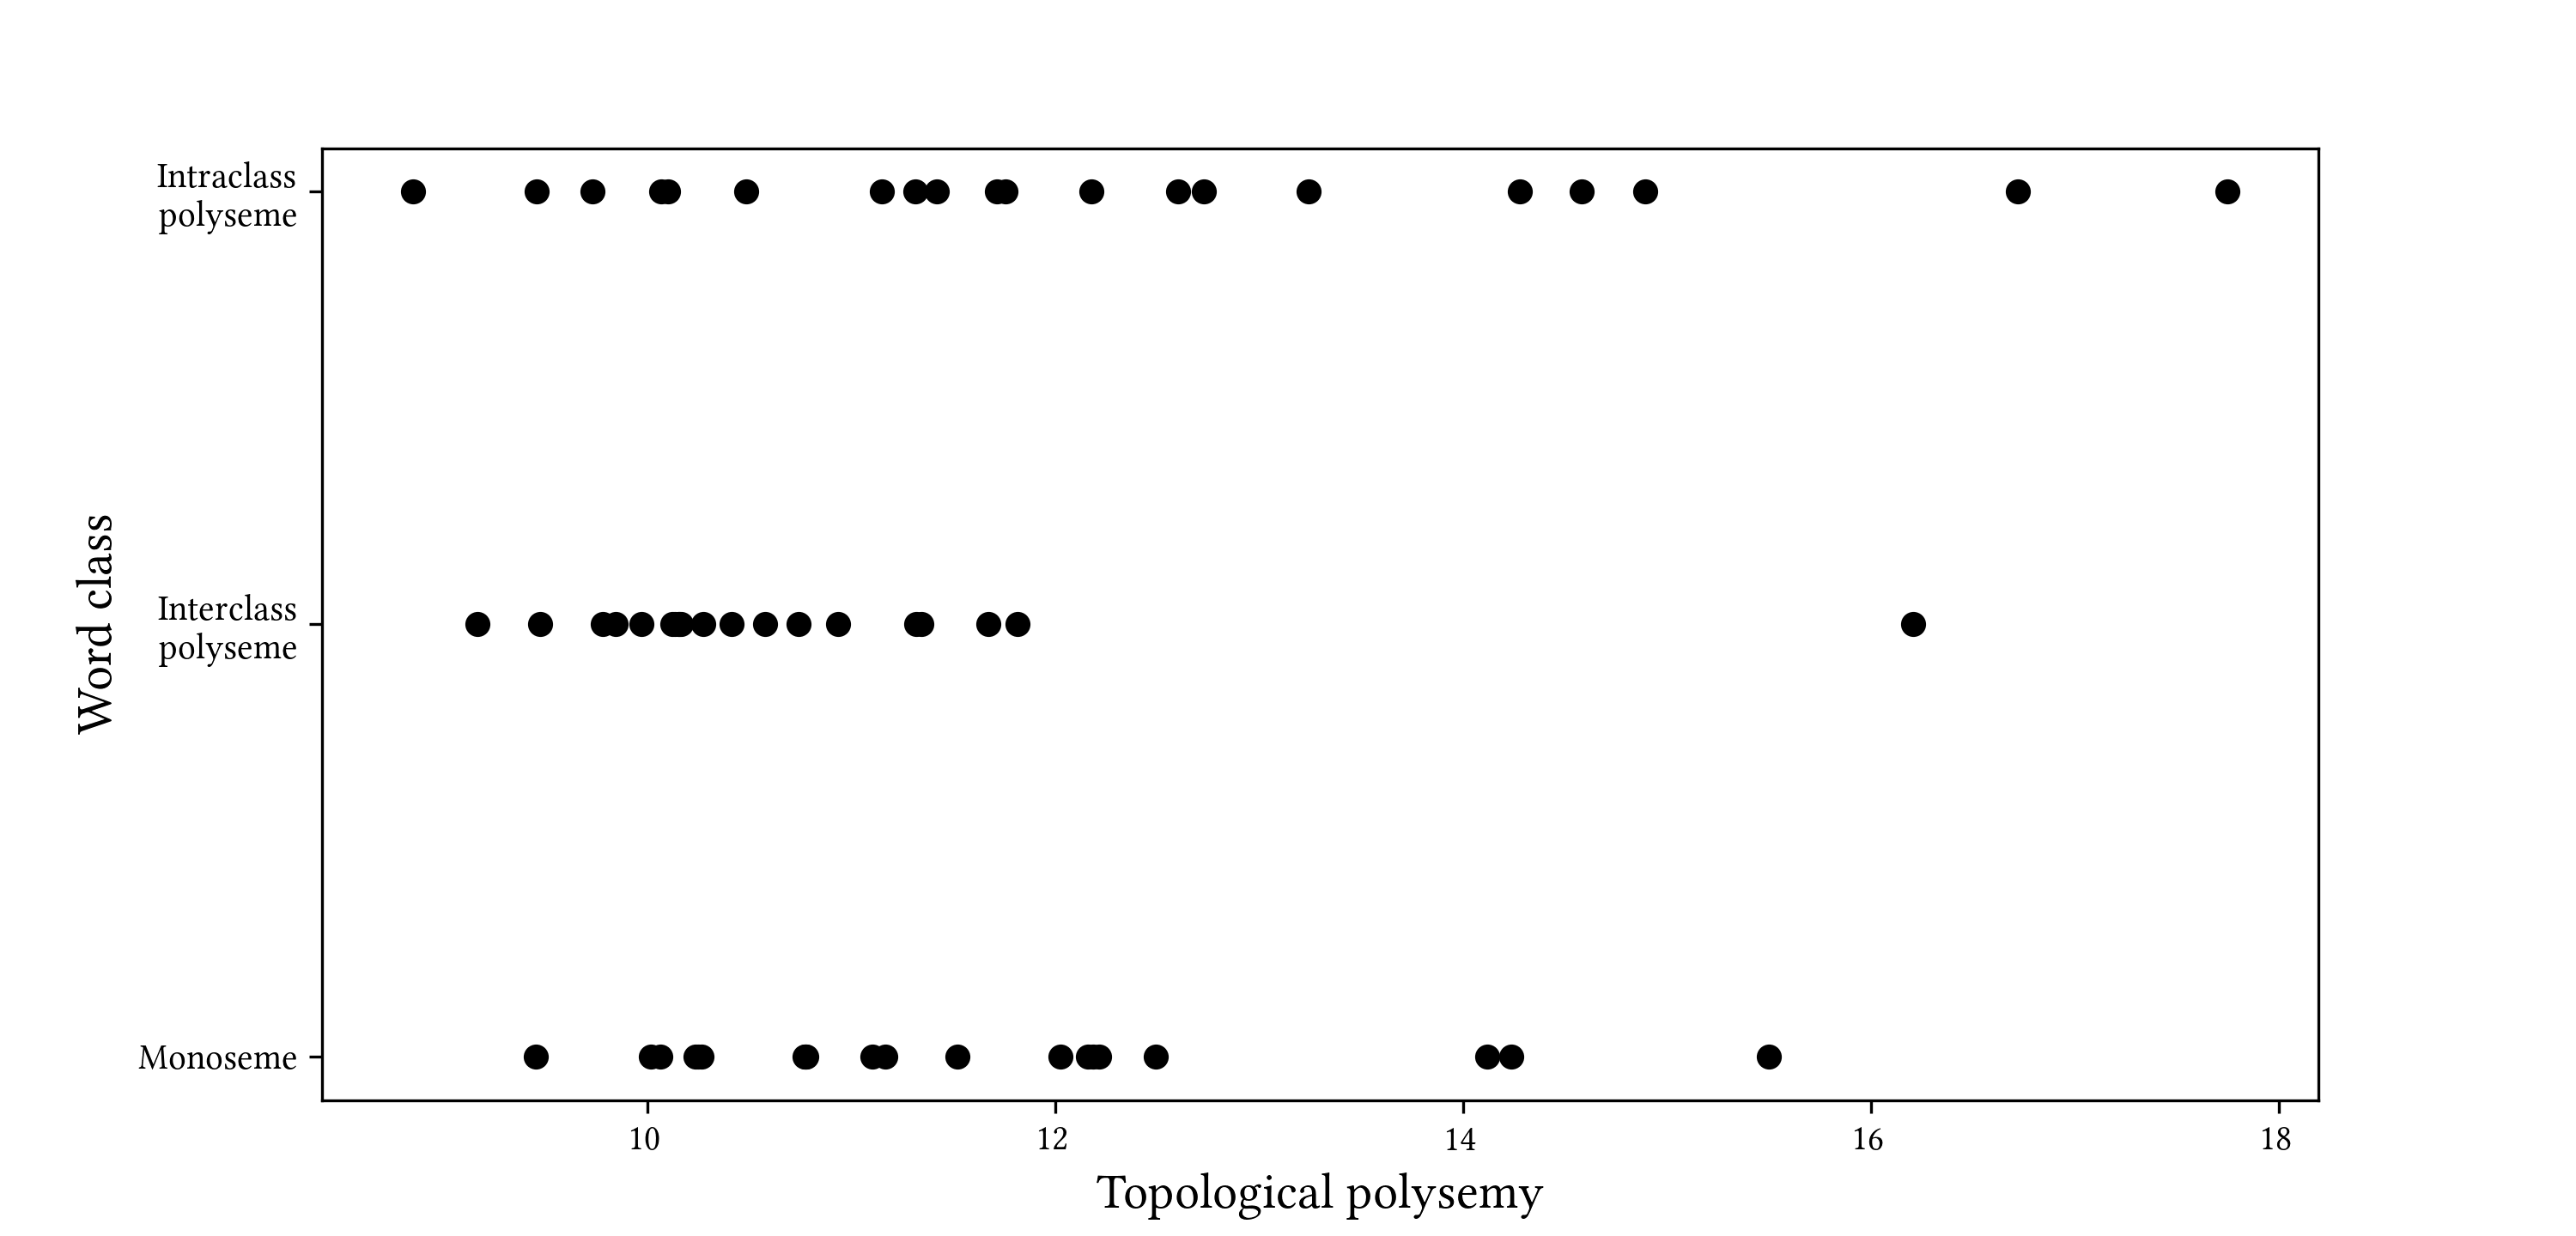 Intraclass
polyseme
Word class
Interclass
polyseme
Monoseme
10
12
14
16
18
Topological polysemy